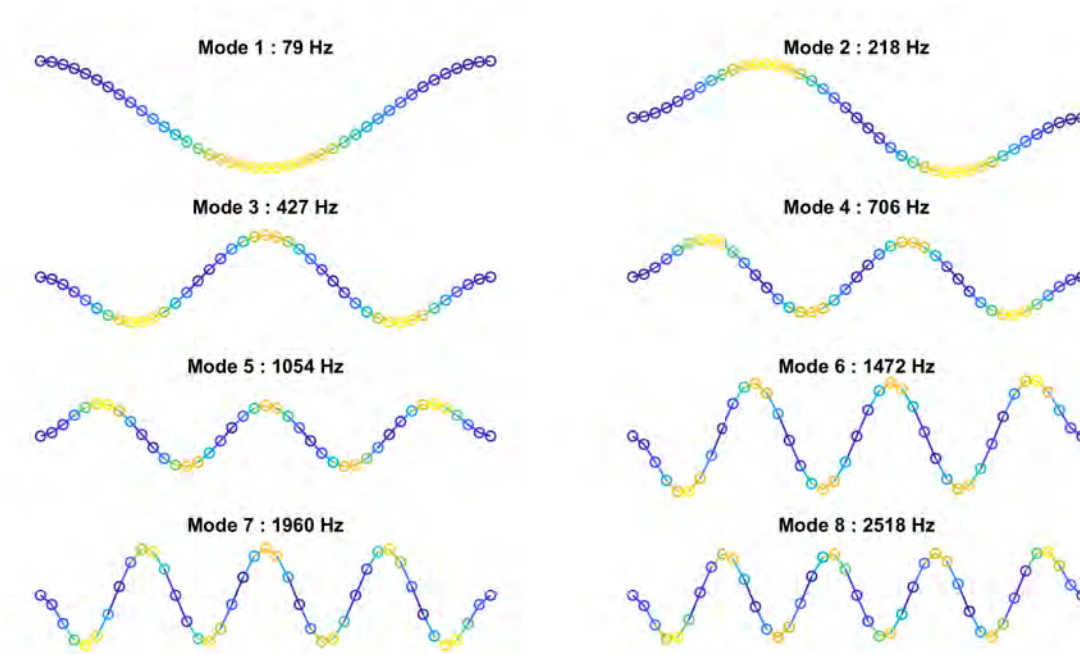 Mode 1 : 79 Hz
Mode 2 : 218 Hz
Mode 3 : 427 Hz
Mode 4 : 706 Hz
Mode 5 : 1054 Hz
Mode 6 : 1472 Hz
Mode 7 : 1960 Hz
Mode 8 : 2518 Hz